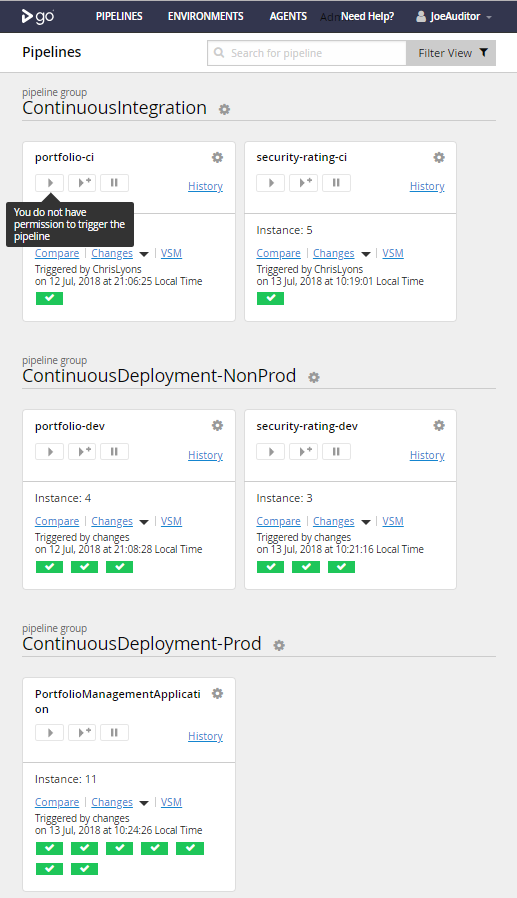 go PIPELINES ENVIRONMENTS AGENTS Need Help? JoeAuditor
Pipelines Search for pipeline Filter View
pipeline group
ContinuousIntegration
portfolio-ci
History
You do not have
permission to trigger the
pipeline
Compare Changes VSM
Triggered by ChrisLyons
on 12 Jul, 2018 at 21:06:25 Local Time
security-rating-ci
History
Instance: 5
Compare Changes VSM
Triggered by ChrisLyons
on 13 Jul, 2018 at 10:19:01 Local Time
pipeline group
ContinuousDeployment-NonProd
portfolio-dev
History
Instance: 4
Compare Changes VSM
Triggered by changes
on 12 Jul, 2018 at 21:08:28 Local Time
security-rating-dev
History
Instance: 3
Compare Changes VSM
Triggered by changes
on 13 Jul, 2018 at 10:21:16 Local Time
pipeline group
ContinuousDeployment-Prod
PortfolioManagementApplicati
on
History
Instance: 11
Compare Changes VSM
Triggered by changes
on 13 Jul, 2018 at 10:24:26 Local Time